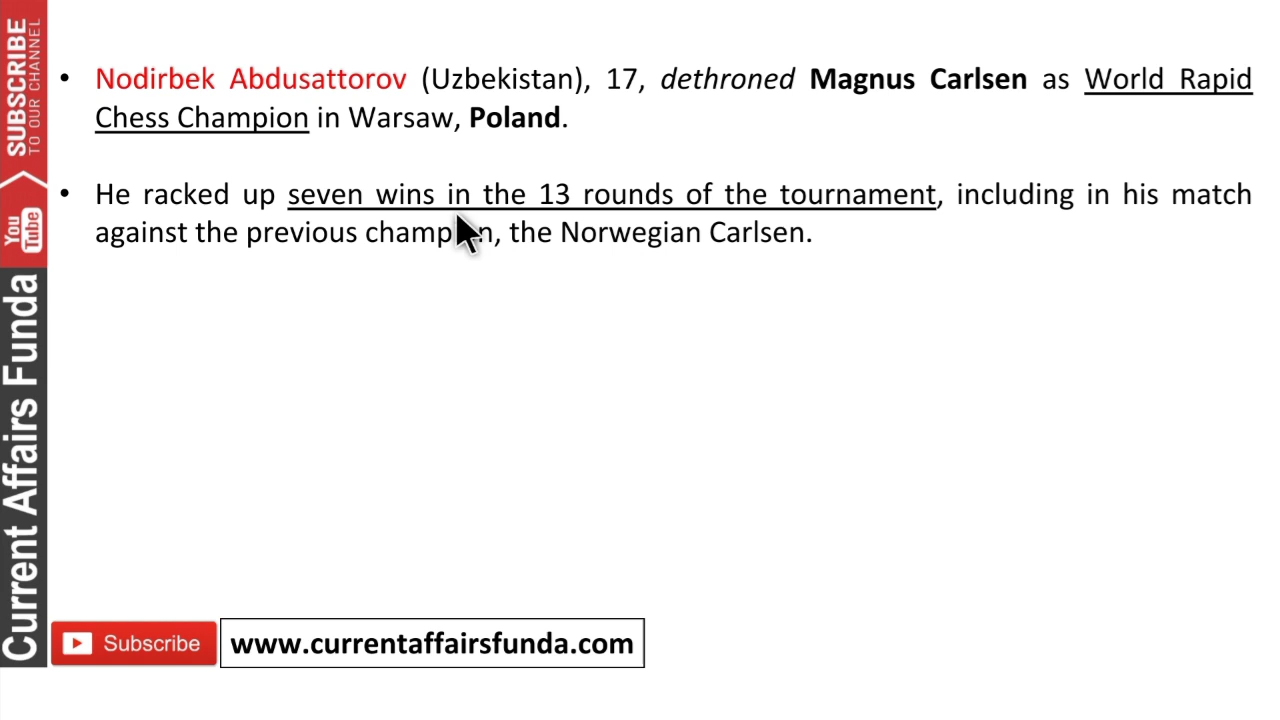 SUBSCRIBE
TO OUR CHANNEL
You
Tube
Current Affairs Funda
• Nodirbek Abdusattorov (Uzbekistan), 17, dethroned Magnus Carlsen as World Rapid
Chess Champion in Warsaw, Poland.
• He racked up seven wins in the 13 rounds of the tournament, including in his match
against the previous champion, the Norwegian Carlsen.
Subscribe
www.currentaffairsfunda.com